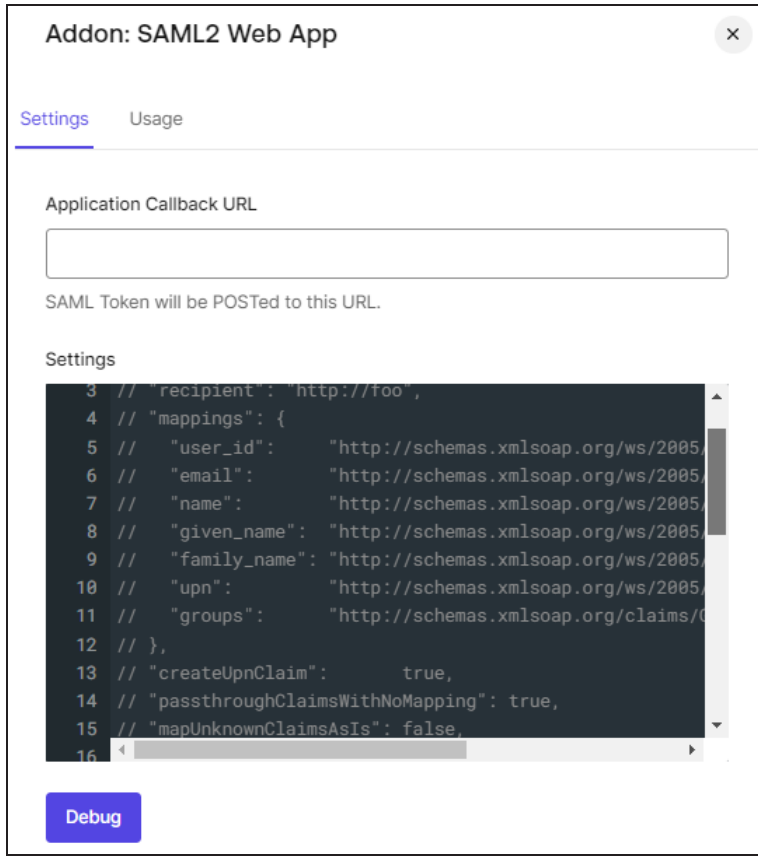 Addon: SAML2 Web App
Settings Usage
Application Callback URL
SAML Token will be POSTed to this URL.
Settings
3 // "recipient": "http://foo",
4 // "mappings": {
5 //   "user_id":     "http://schemas.xmlsoap.org/ws/2005/
6 //   "email":       "http://schemas.xmlsoap.org/ws/2005/
7 //   "name":        "http://schemas.xmlsoap.org/ws/2005/
8 //   "given_name":  "http://schemas.xmlsoap.org/ws/2005/
9 //   "family_name": "http://schemas.xmlsoap.org/ws/2005/
10 //   "upn":         "http://schemas.xmlsoap.org/ws/2005/
11 //   "groups":      "http://schemas.xmlsoap.org/claims/
12 // },
13 // "createUpnClaim":       true,
14 // "passthroughClaimsWithNoMapping": true,
15 // "mapUnknownClaimsAsIs": false,
16
Debug